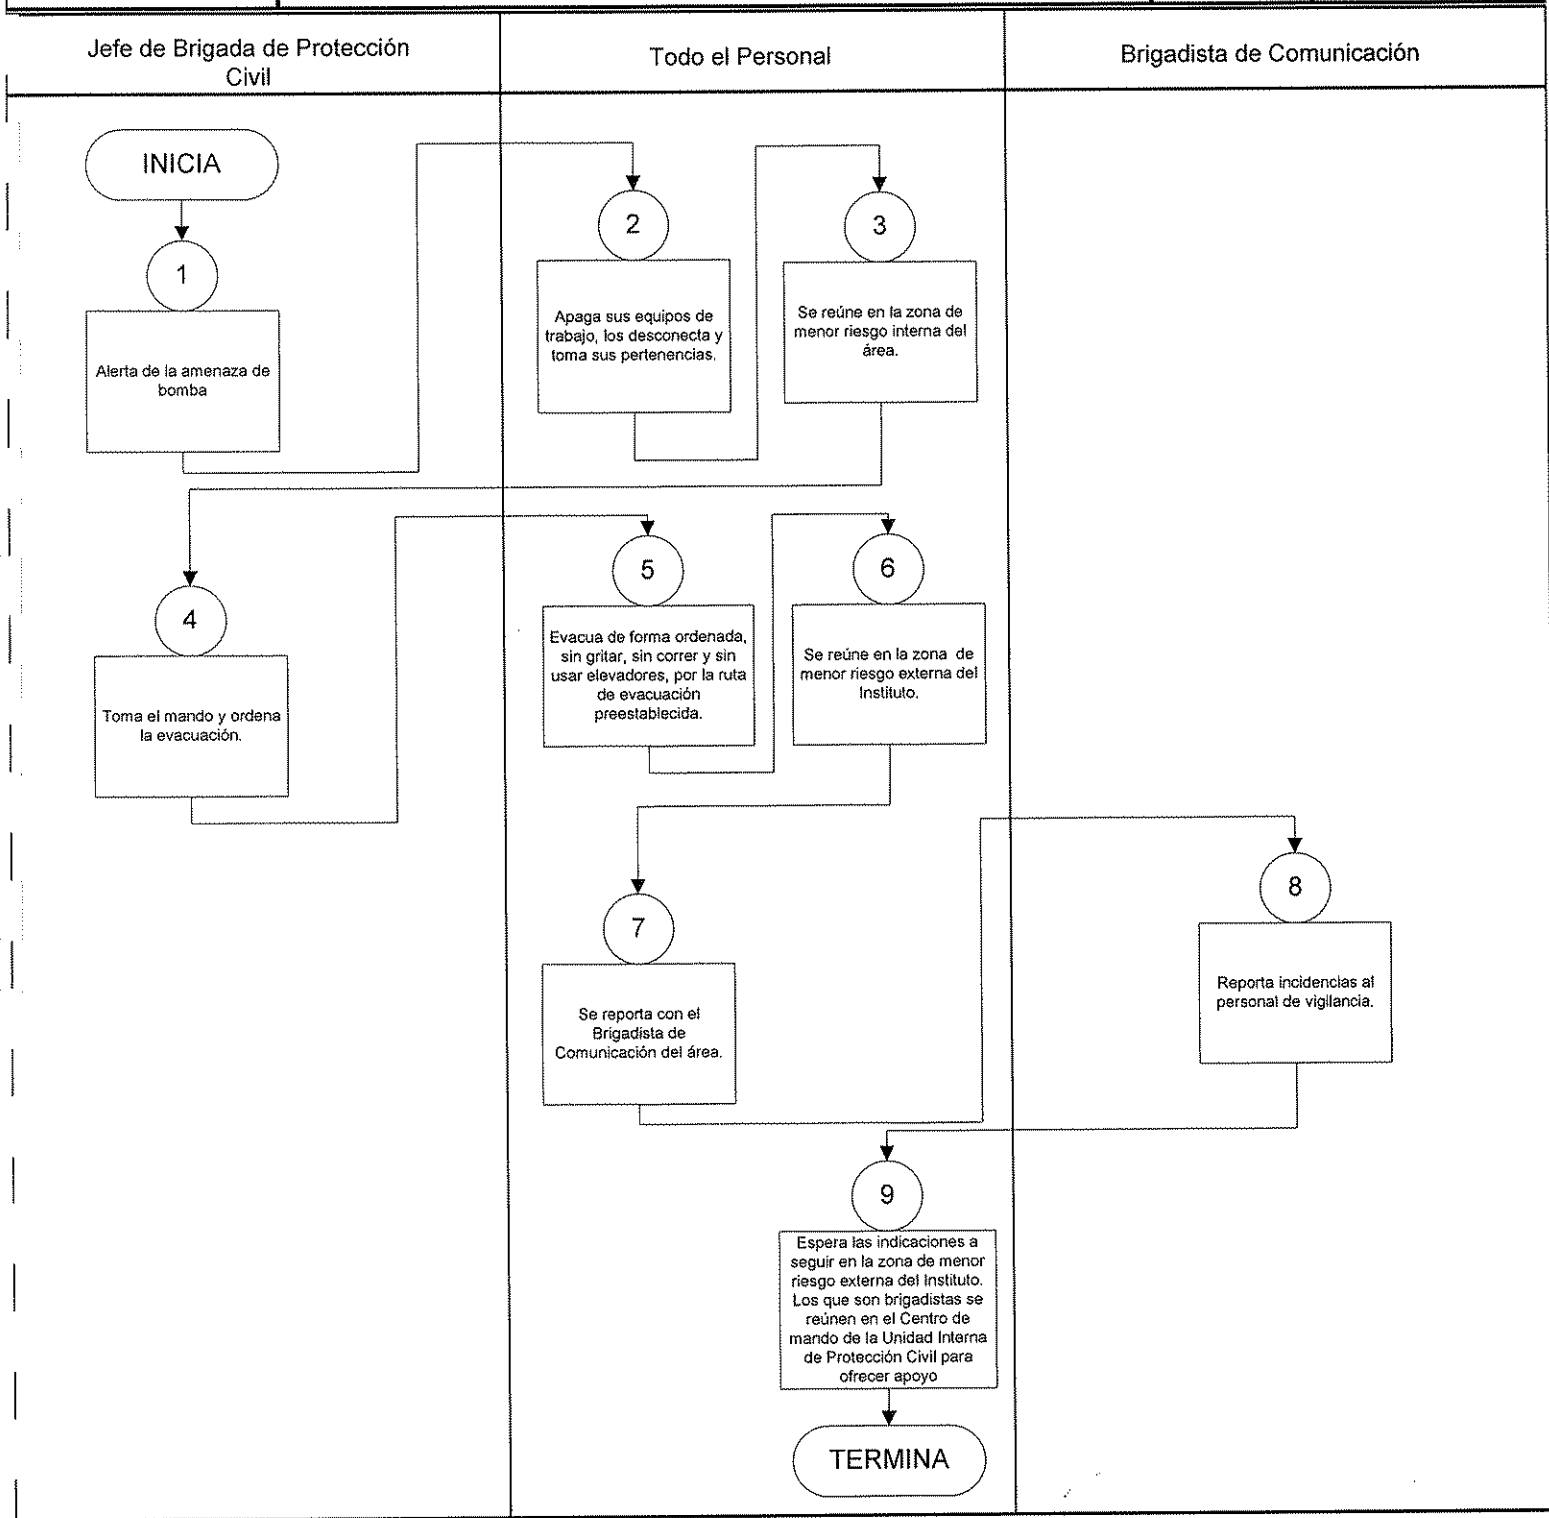 Jefe de Brigada de Protección
Civil
Todo el Personal
Brigadista de Comunicación
INICIA
1
Alerta de la amenaza de
bomba
2
Apaga sus equipos de
trabajo, los desconecta y
toma sus pertenencias.
3
Se reúne en la zona de
menor riesgo interna del
área.
4
Toma el mando y ordena
la evacuación.
5
Evacua de forma ordenada,
sin gritar, sin correr y sin
usar elevadores, por la ruta
de evacuación
preestablecida.
6
Se reúne en la zona de
menor riesgo externa del
Instituto.
7
Se reporta con el
Brigadista de
Comunicación del área.
8
Reporta incidencias al
personal de vigilancia.
9
Espera las indicaciones a
seguir en la zona de menor
riesgo externa del Instituto.
Los que son brigadistas se
reúnen en el Centro de
mando de la Unidad Interna
de Protección Civil para
ofrecer apoyo
TERMINA